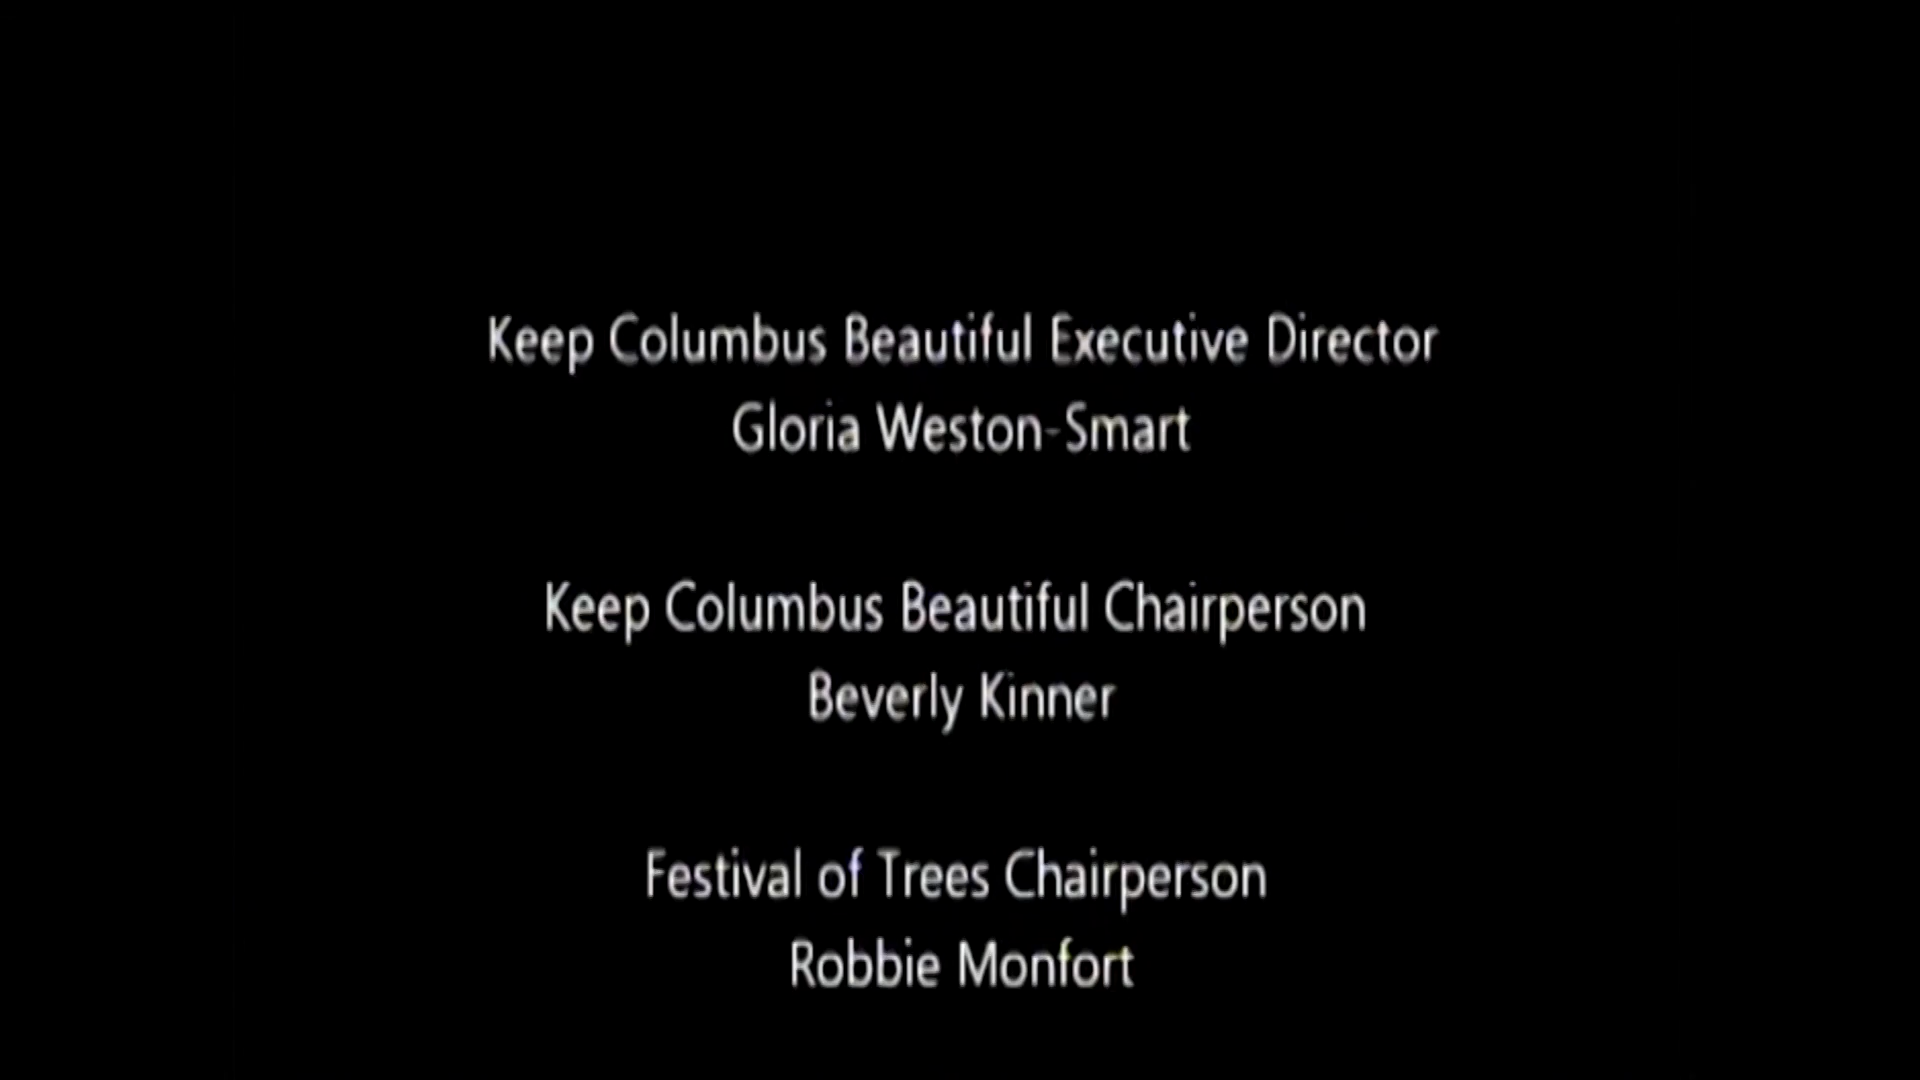 Keep Columbus Beautiful Executive Director
Gloria Weston-Smart
Keep Columbus Beautiful Chairperson
Beverly Kinner
Festival of Trees Chairperson
Robbie Monfort